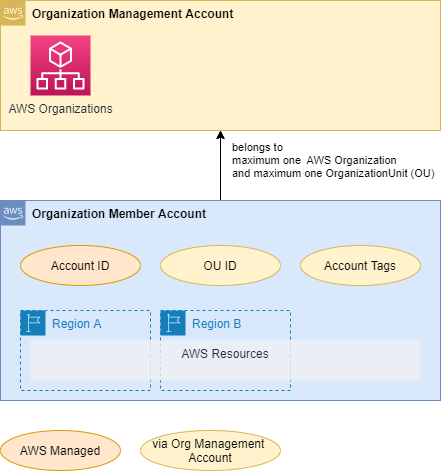 aws
Organization Management Account
AWS Organizations
belongs to
maximum one AWS Organization
and maximum one OrganizationUnit (OU)
aws
Organization Member Account
Account ID
OU ID
Account Tags
Region A
Region B
AWS Resources
AWS Managed
via Org Management
Account